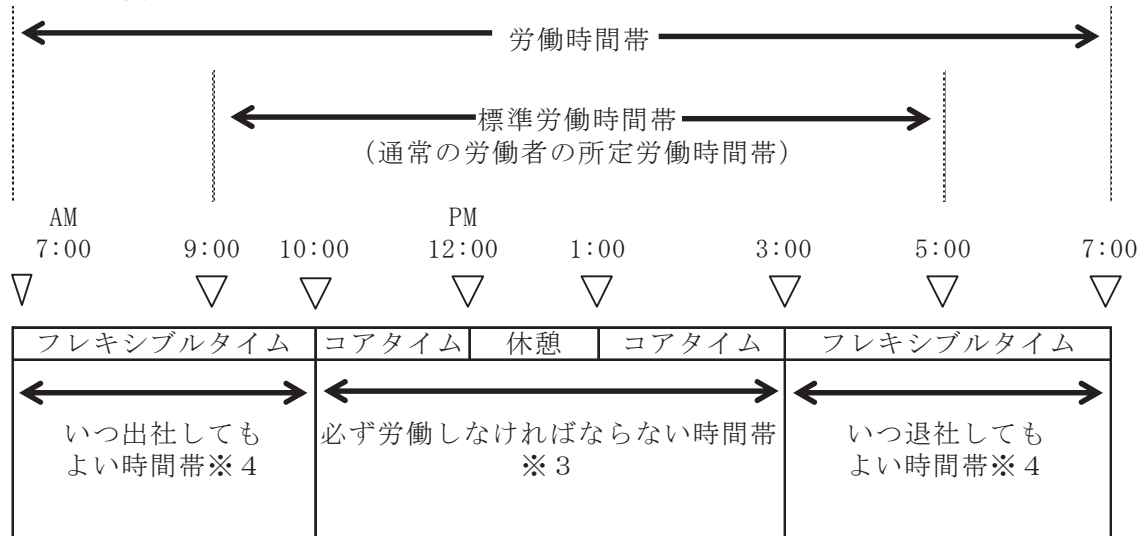 労働時間帯
標準労働時間帯
（通常の労働者の所定労働時間帯）
AM PM
7:00 9:00 10:00 12:00 1:00 3:00 5:00 7:00
フレキシブルタイム コアタイム 休憩 コアタイム フレキシブルタイム
いつ出社しても 必ず労働しなければならない時間帯 いつ退社しても
よい時間帯※４ ※３ よい時間帯※４